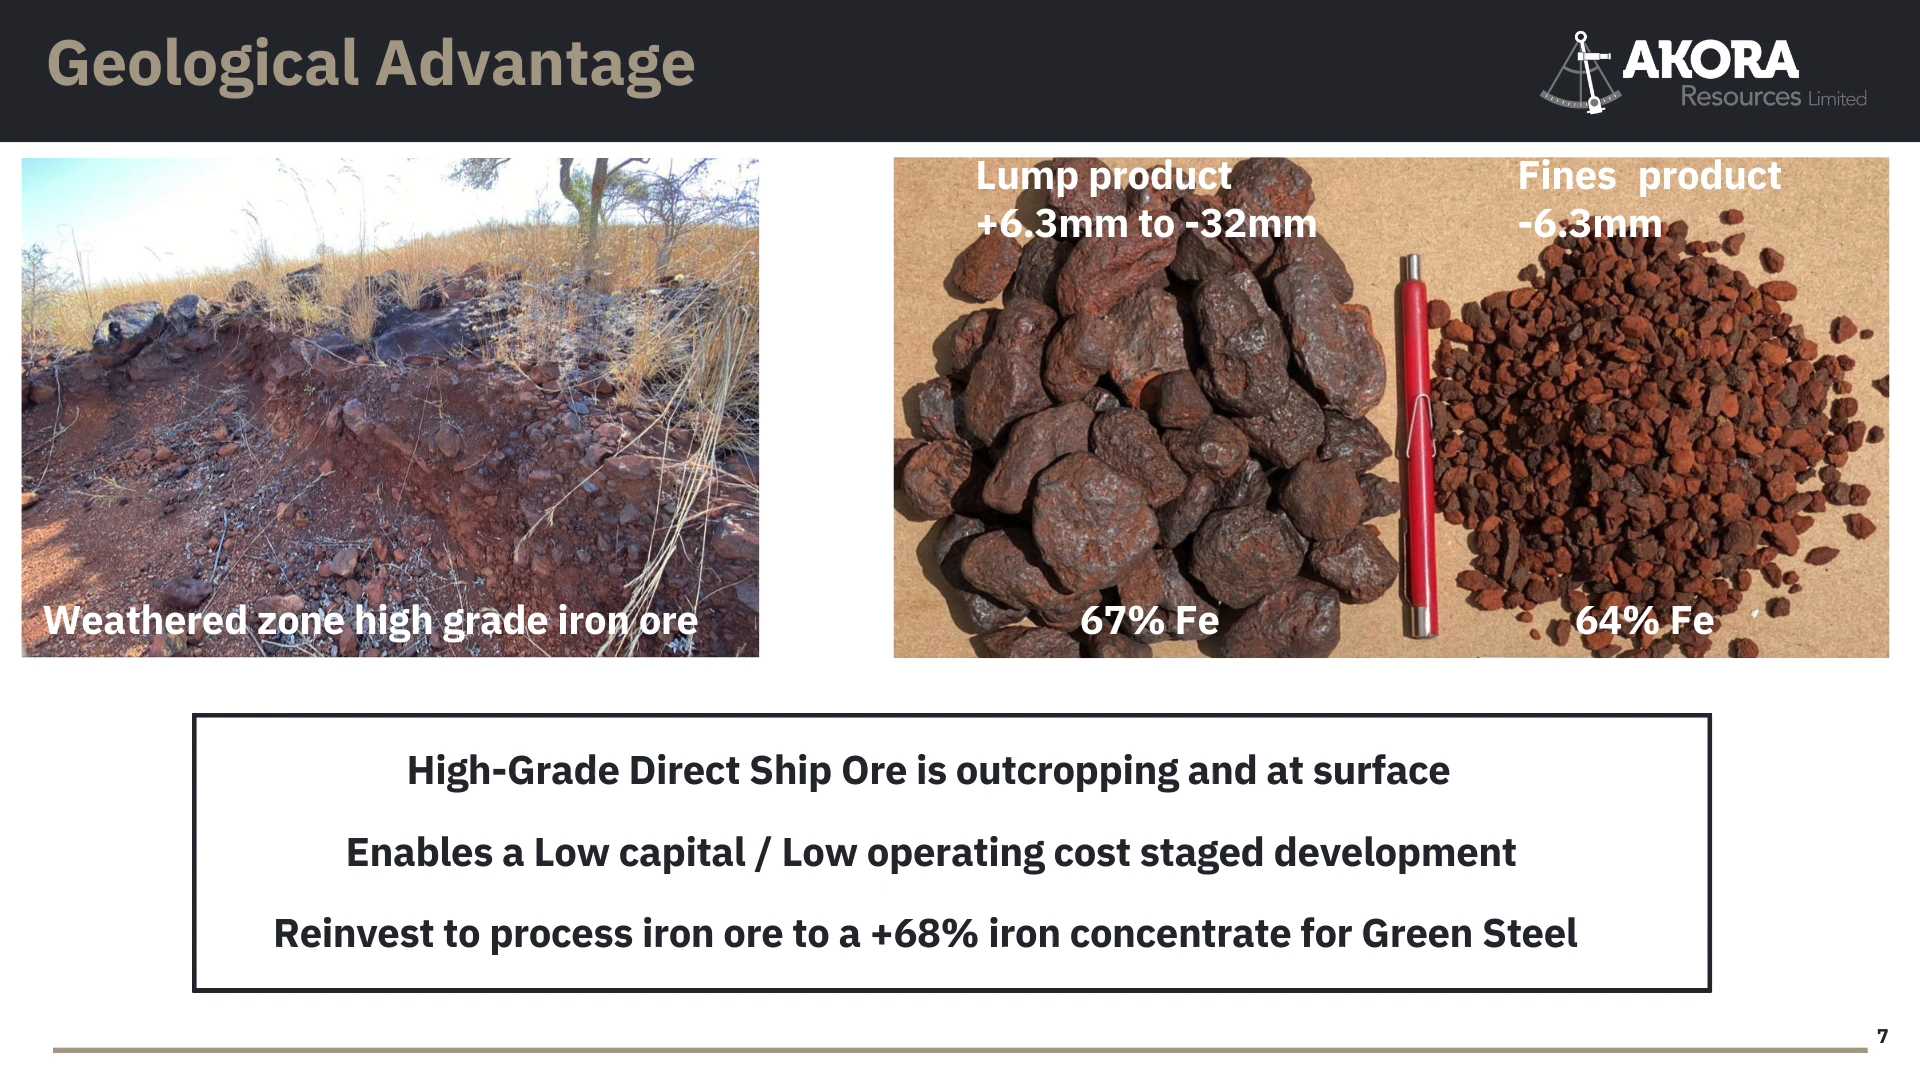 Geological Advantage
AKORA
Resources Limited
Lump product
+6.3mm to -32mm
Fines product
-6.3mm
Weathered zone high grade iron ore
67% Fe
64% Fe
High-Grade Direct Ship Ore is outcropping and at surface
Enables a Low capital / Low operating cost staged development
Reinvest to process iron ore to a +68% iron concentrate for Green Steel
7